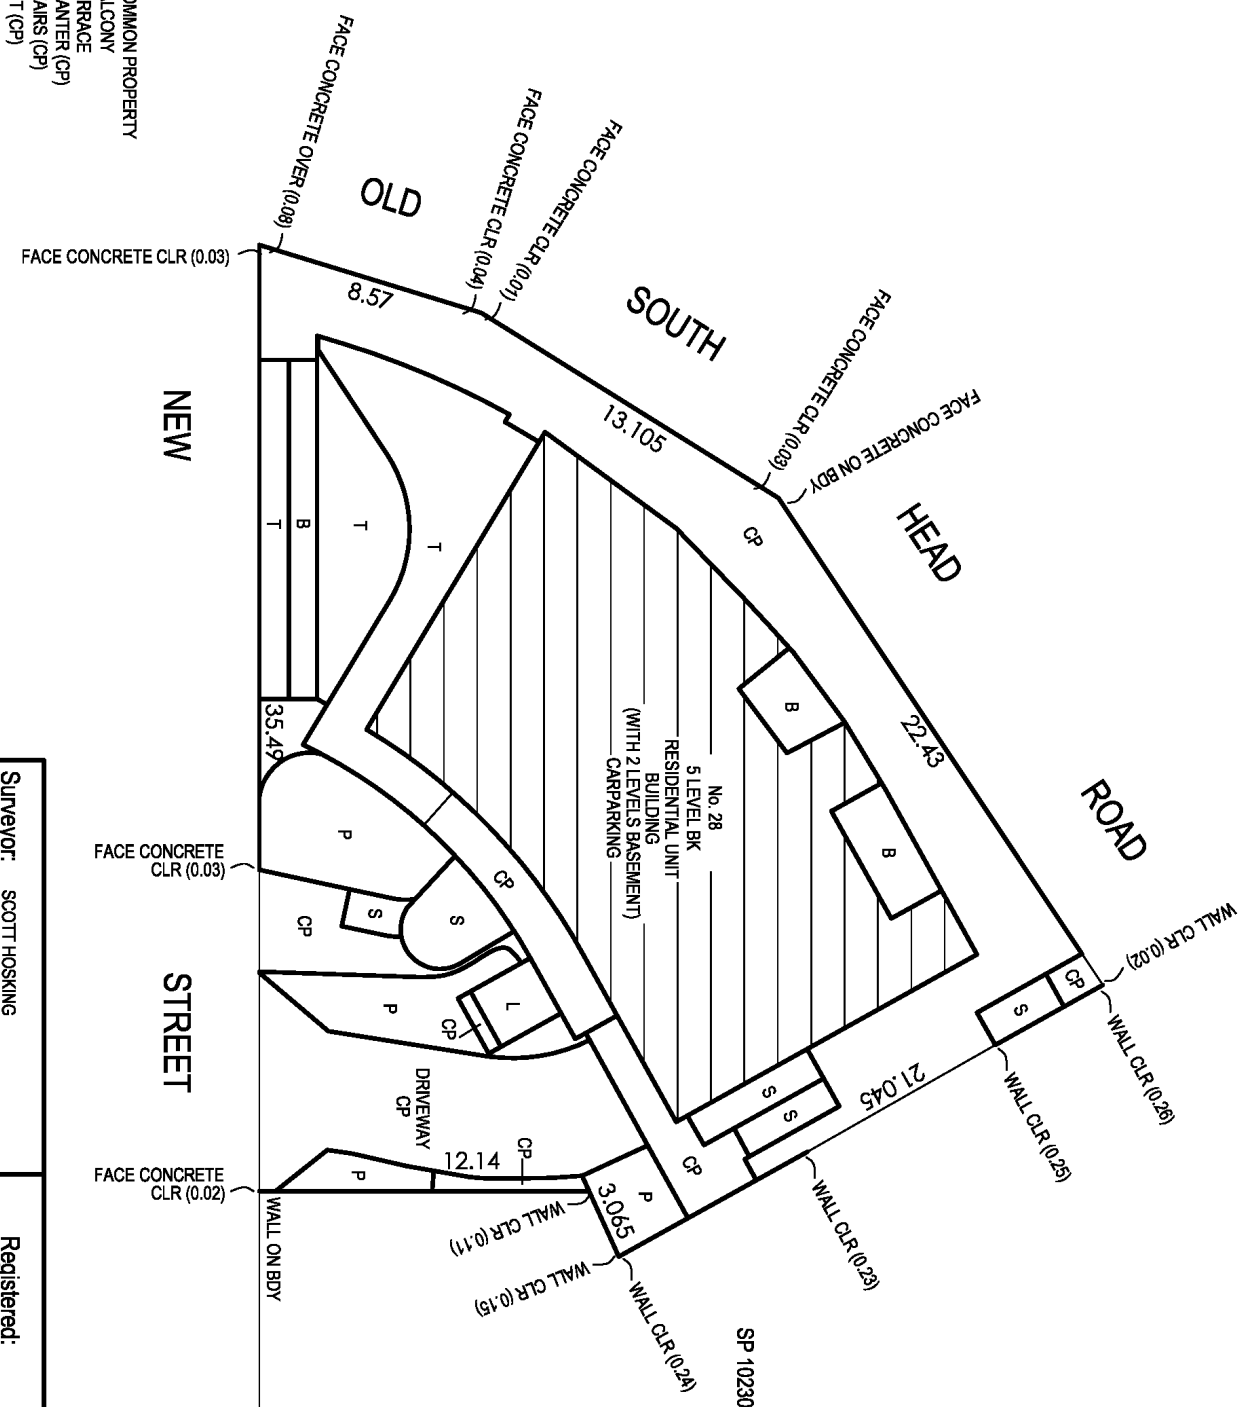 OMMON PROPERTY
LCONY
RRACE
ANTER (CP)
AIRS (CP)
T (CP)
FACE CONCRETE OVER (0.08)
FACE CONCRETE CLR (0.04)
FACE CONCRETE CLR (0.01)
FACE CONCRETE CLR (0.03)
FACE CONCRETE ON BDY
OLD
SOUTH
HEAD
ROAD
FACE CONCRETE CLR (0.03)
8.57
13.105
22.43
CP
WALL CLR (0.02)
CP
S
WALL CLR (0.26)
WALL CLR (0.25)
21.045
B
B
No. 28
5 LEVEL BK
RESIDENTIAL UNIT
BUILDING
(WITH 2 LEVELS BASEMENT)
CARPARKING
T
T
B
T
NEW
35.49
P
CP
S
S
CP
FACE CONCRETE
CLR (0.03)
P
L
CP
STREET
DRIVEWAY
CP
12.14
CP
P
S
S
CP
P
3.065
WALL CLR (0.23)
WALL CLR (0.11)
WALL CLR (0.15)
WALL CLR (0.24)
FACE CONCRETE
CLR (0.02)
WALL ON BDY
SP 10230
Surveyor: SCOTT HOSKING
Registered: